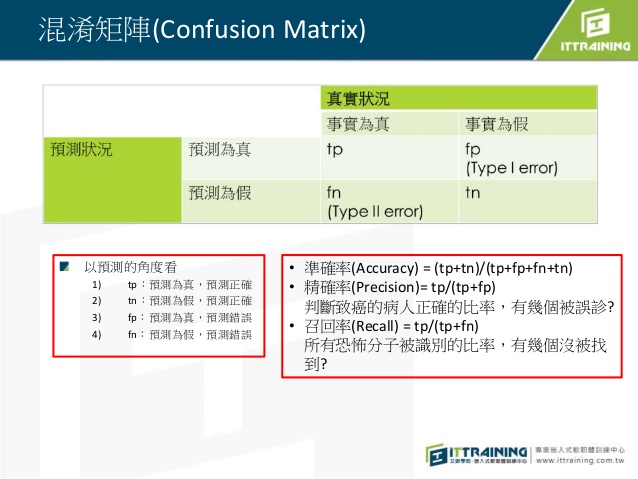 混淆矩陣(Confusion Matrix)
ITTRAINING
真實狀況
事實為真 事實為假
預測狀況 預測為真 tp fp
(Type I error)
預測為假 fn tn
(Type II error)
以預測的角度看
1) tp：預測為真，預測正確
2) tn：預測為假，預測正確
3) fp：預測為真，預測錯誤
4) fn：預測為假，預測錯誤
• 準確率(Accuracy) = (tp+tn)/(tp+fp+fn+tn)
• 精確率(Precision)= tp/(tp+fp)
判斷致癌的病人正確的比率，有幾個被誤診?
• 召回率(Recall) = tp/(tp+fn)
所有恐怖分子被識別的比率，有幾個沒被找
到?
ITTRAINING 專業嵌入式軟韌體訓練中心
www.ittraining.com.tw